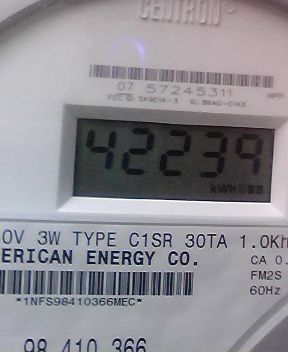 CENTRON®
07 57245311
42239
kWh
0V 3W TYPE C1SR 30TA 1.0Kh
ERICAN ENERGY CO.
CA 0.
FM2S
60Hz
*1NFS98410366MEC*
98 410 366